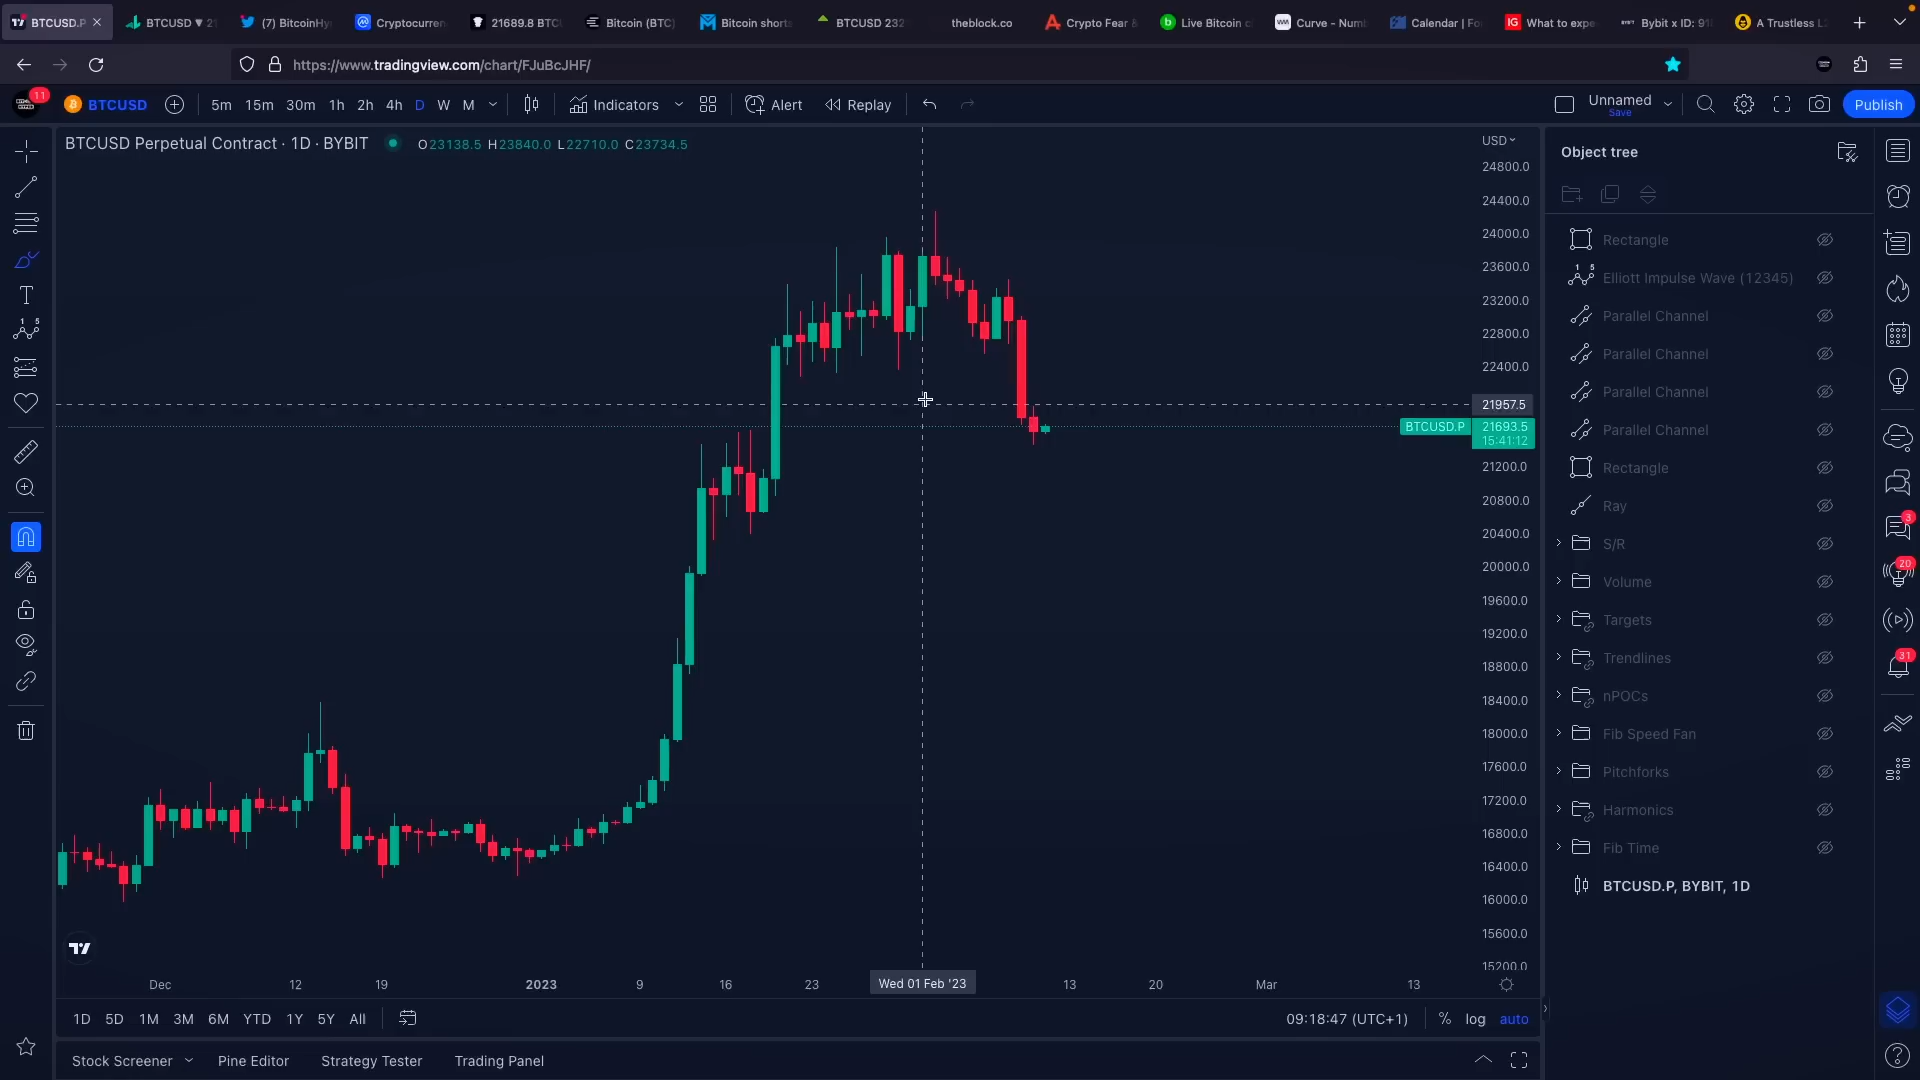 BTCUSD.P
BTCUSD ▼ 21
(7) BitcoinHy
Cryptocurren
21689.8 BTCU
Bitcoin (BTC)
Bitcoin shorts
BTCUSD 232
theblock.co
Crypto Fear &
Live Bitcoin c
Curve - Num
Calendar | Fo
IG What to expe
Bybit x ID: 91
A Trustless L
https://www.tradingview.com/chart/FJuBcJHF/
11
BTCUSD
5m 15m 30m 1h 2h 4h D W M
Indicators
Alert
Replay
Unnamed
Save
Publish
BTCUSD Perpetual Contract · 1D · BYBIT
O23138.5 H23840.0 L22710.0 C23734.5
USD
24800.0
24400.0
24000.0
23600.0
23200.0
22800.0
22400.0
21957.5
BTCUSD.P 21693.5
15:41:12
21200.0
20800.0
20400.0
20000.0
19600.0
19200.0
18800.0
18400.0
18000.0
17600.0
17200.0
16800.0
16400.0
16000.0
15600.0
15200.0
Dec 12 19 2023 9 16 23 Wed 01 Feb '23 13 20 Mar 13
1D 5D 1M 3M 6M YTD 1Y 5Y All
09:18:47 (UTC+1) % log auto
Stock Screener Pine Editor Strategy Tester Trading Panel
Object tree
Rectangle
Elliott Impulse Wave (12345)
Parallel Channel
Parallel Channel
Parallel Channel
Parallel Channel
Rectangle
Ray
S/R
Volume
Targets
Trendlines
nPOCs
Fib Speed Fan
Pitchforks
Harmonics
Fib Time
BTCUSD.P, BYBIT, 1D
3
20
31